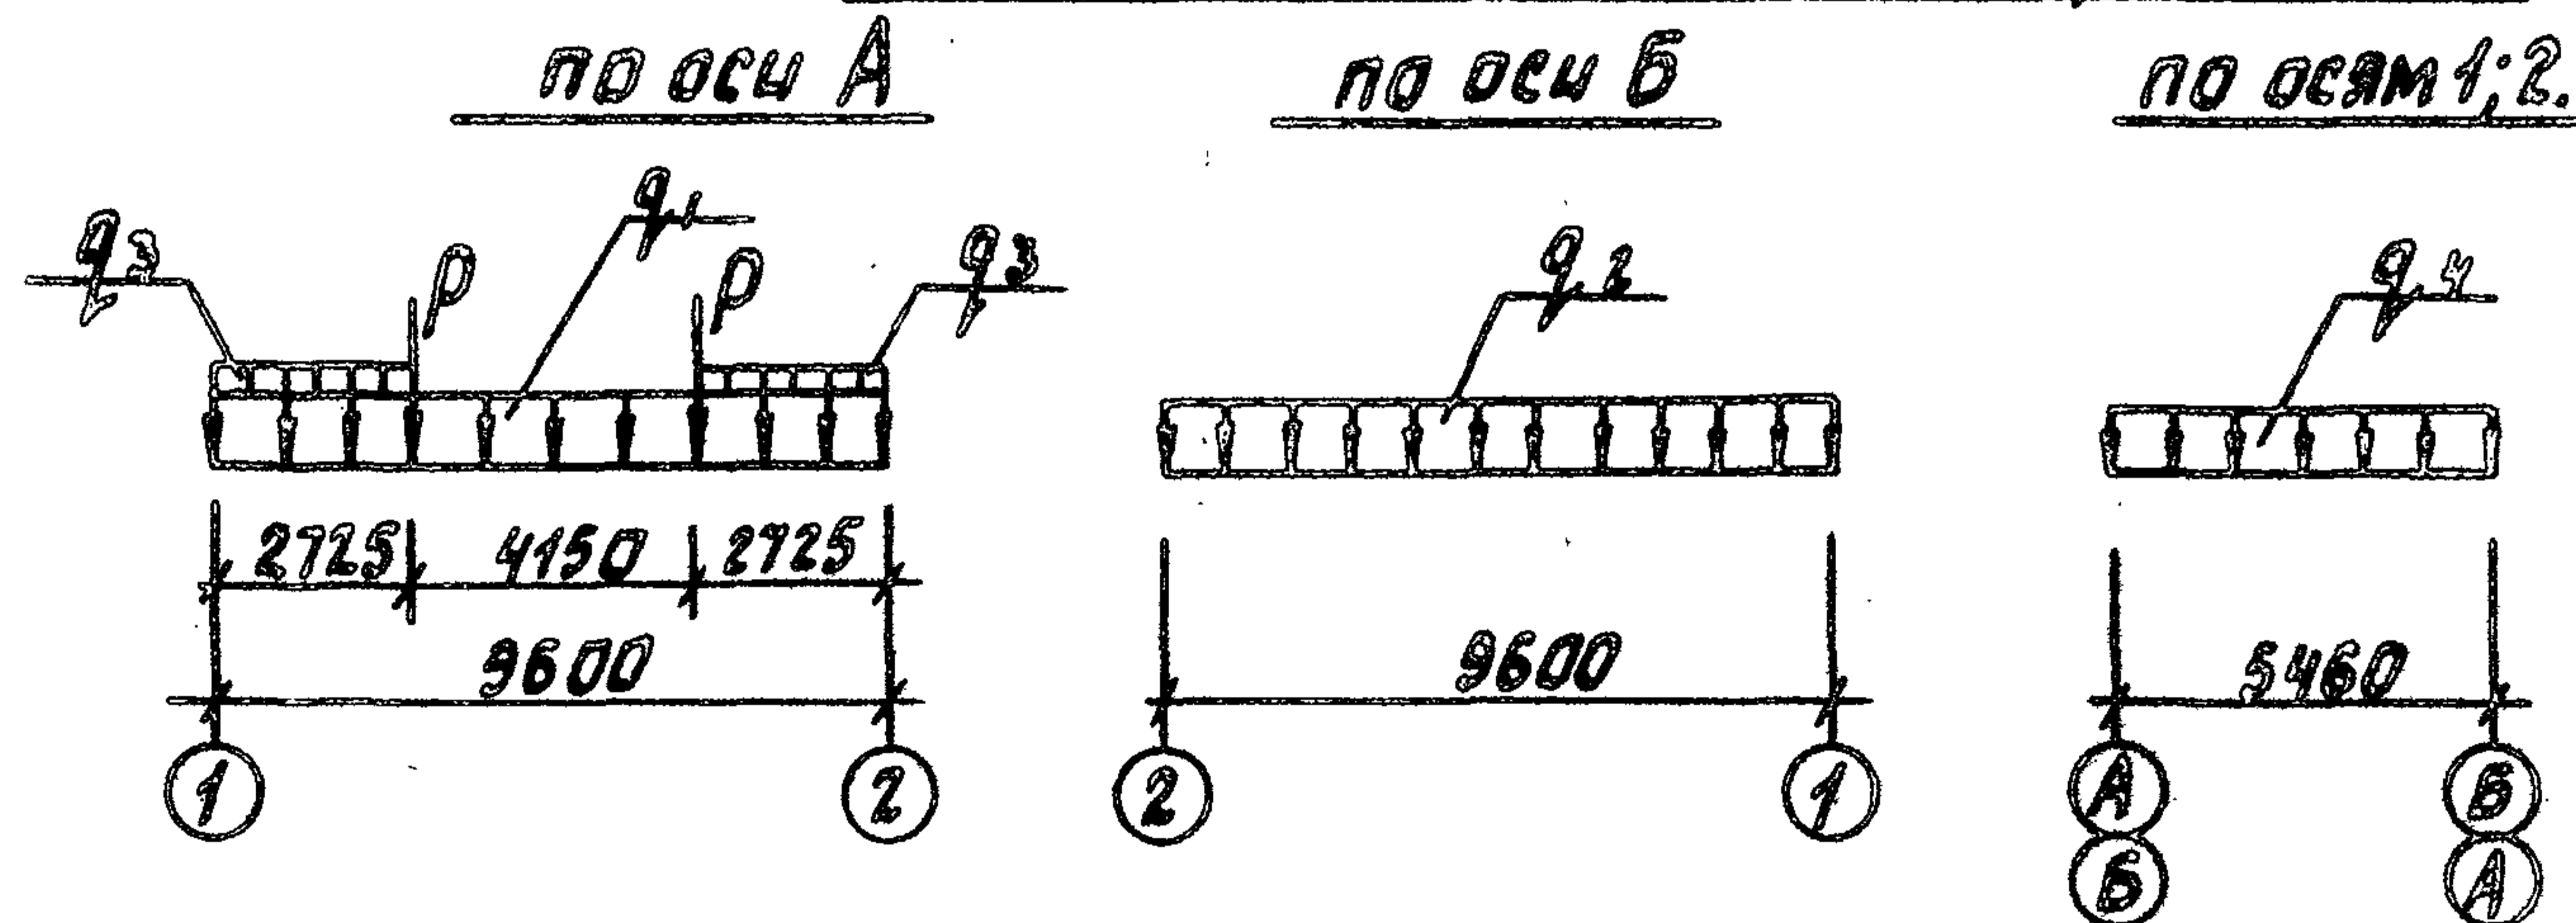 по оси А
q3 P q1 P q3
2725 4150 2725
9600
1 2
по оси Б
q2
9600
2 1
по осям 1;2.
q4
5460
А Б
Б А